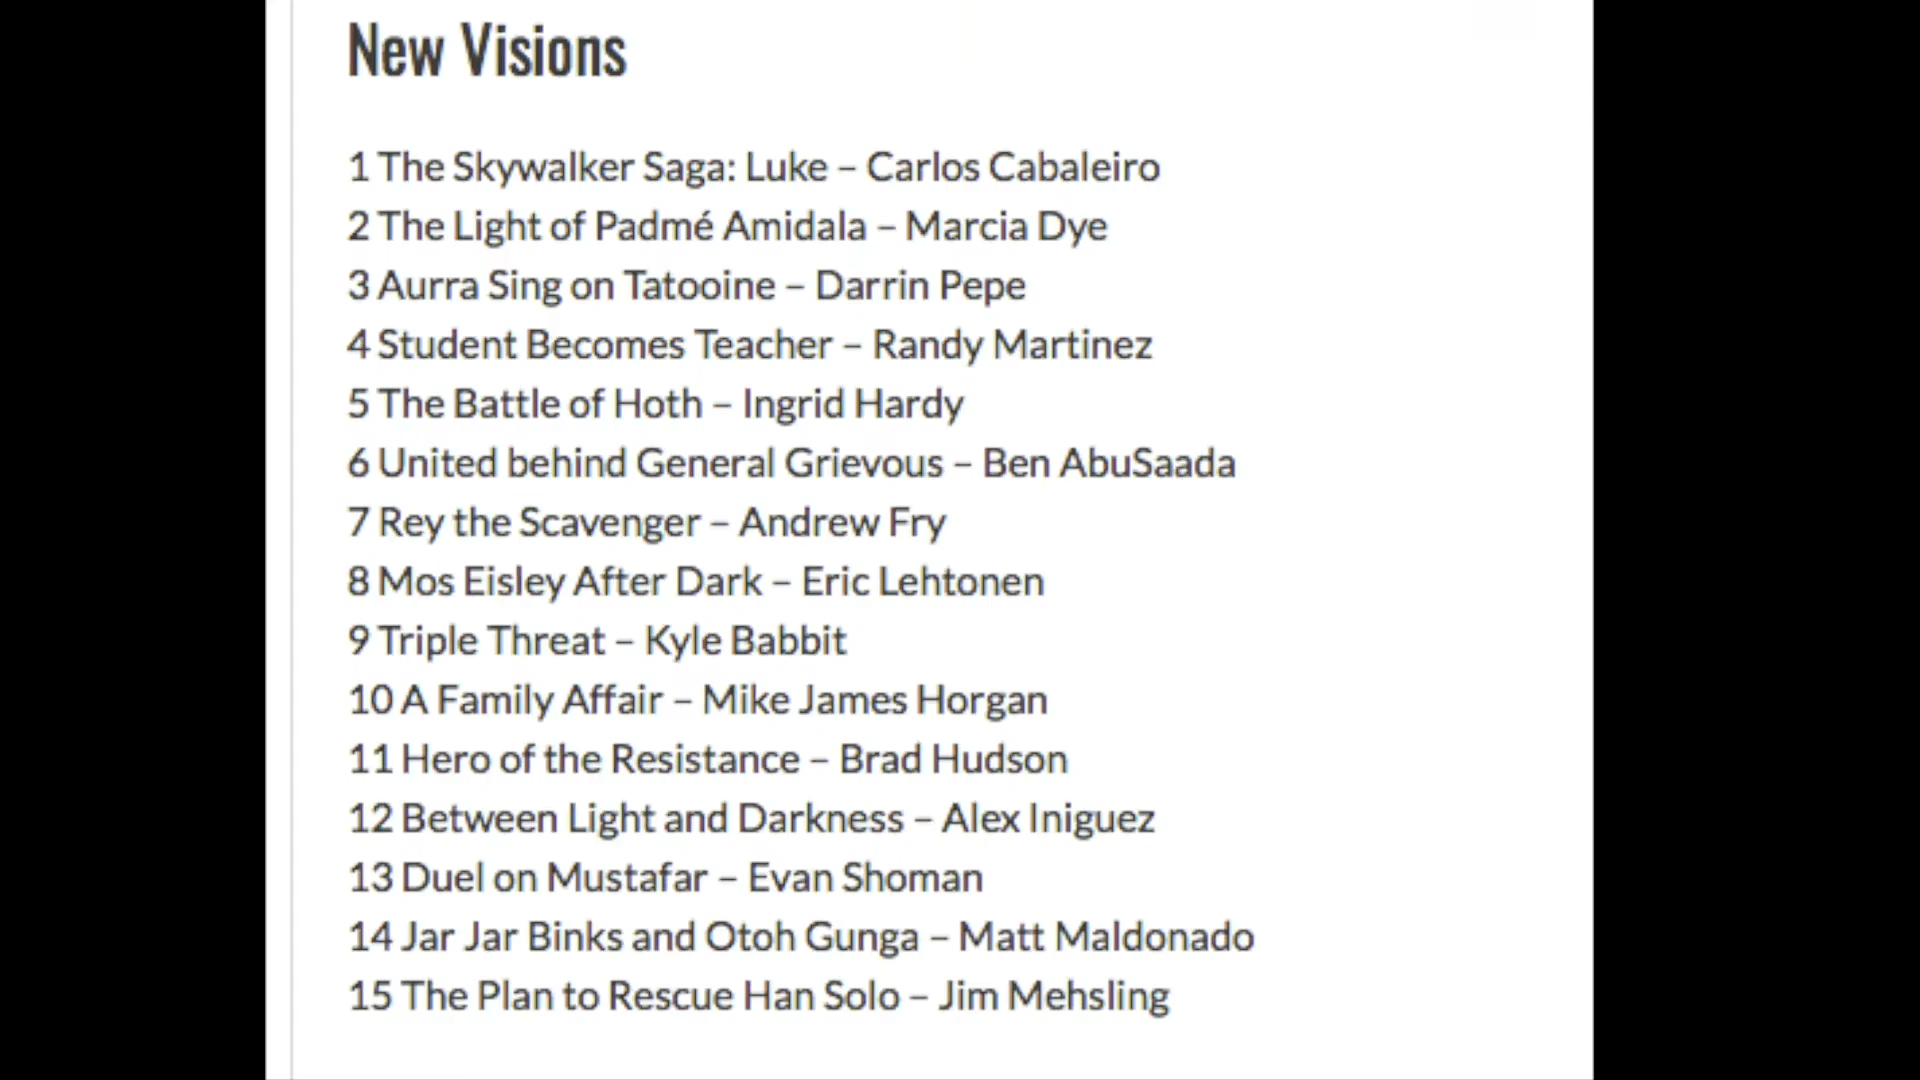 New Visions
1 The Skywalker Saga: Luke – Carlos Cabaleiro
2 The Light of Padmé Amidala – Marcia Dye
3 Aurra Sing on Tatooine – Darrin Pepe
4 Student Becomes Teacher – Randy Martinez
5 The Battle of Hoth – Ingrid Hardy
6 United behind General Grievous – Ben AbuSaada
7 Rey the Scavenger – Andrew Fry
8 Mos Eisley After Dark – Eric Lehtonen
9 Triple Threat – Kyle Babbit
10 A Family Affair – Mike James Horgan
11 Hero of the Resistance – Brad Hudson
12 Between Light and Darkness – Alex Iniguez
13 Duel on Mustafar – Evan Shoman
14 Jar Jar Binks and Otoh Gunga – Matt Maldonado
15 The Plan to Rescue Han Solo – Jim Mehsling